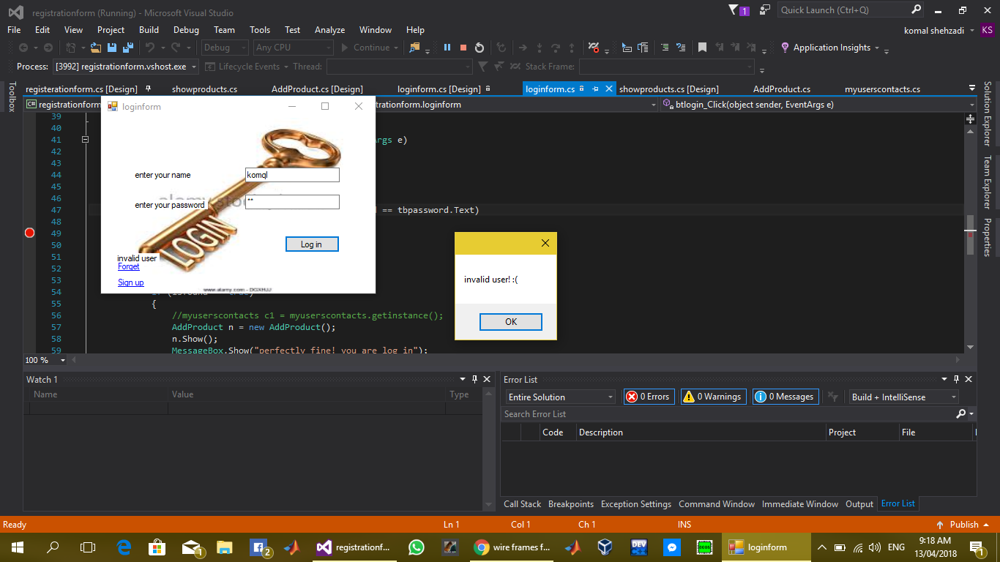 registrationform (Running) - Microsoft Visual Studio
1
Quick Launch (Ctrl+Q)
File Edit View Project Build Debug Team Tools Test Analyze Window Help
komal shehzadi
KS
Debug Any CPU Continue Application Insights
Process: [3992] registrationform.vshost.exe Lifecycle Events Thread: Stack Frame:
Toolbox
registerationform.cs [Design] showproducts.cs AddProduct.cs [Design] loginform.cs [Design] loginform.cs showproducts.cs [Design] AddProduct.cs myuserscontacts.cs
C# registrationform
trationform.loginform
btlogin_Click(object sender, EventArgs e)
Solution Explorer
Team Explorer
Properties
39
40
41 Args e)
42
43
44
45
46
47 == tbpassword.Text)
48
49
50
51
52
53
54
55 {
56 //myuserscontacts c1 = myuserscontacts.getinstance();
57 AddProduct n = new AddProduct();
58 n.Show();
59 MessageBox.Show("perfectly fine! you are log in");
loginform
enter your name
komql
enter your password
**
LOGIN
Log in
invalid user
Forget
Sign up
www.alamy.com - DGXHJJ
invalid user! :(
OK
100 %
Watch 1
Name Value Type
Error List
Entire Solution 0 Errors 0 Warnings 0 Messages Build + IntelliSense
Search Error List
Code Description Project File
Call Stack Breakpoints Exception Settings Command Window Immediate Window Output Error List
Ready Ln 1 Col 1 Ch 1 INS Publish
1
2
registrationf...
wire frames f...
DEV
loginform
ENG
9:18 AM
13/04/2018
1